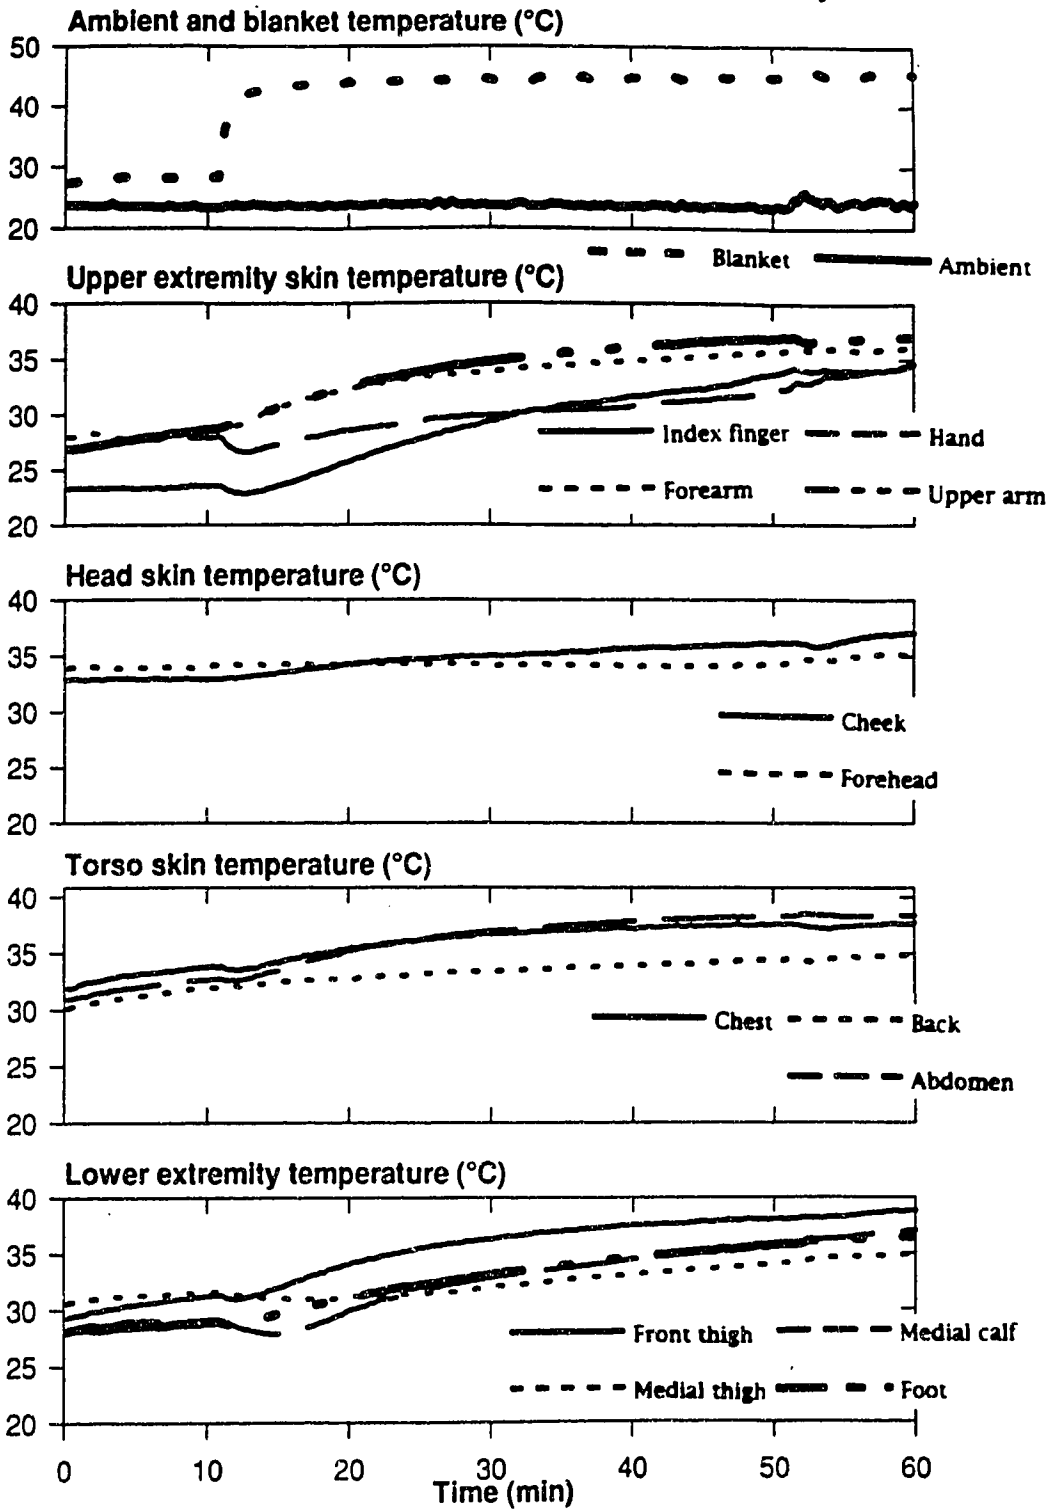 Ambient and blanket temperature (°C)
50
40
30
20
Blanket Ambient
Upper extremity skin temperature (°C)
40
35
30
25
20
Index finger Hand
Forearm Upper arm
Head skin temperature (°C)
40
35
30
25
20
Cheek
Forehead
Torso skin temperature (°C)
40
35
30
25
20
Chest Back
Abdomen
Lower extremity temperature (°C)
40
35
30
25
20
Front thigh Medial calf
Medial thigh Foot
0 10 20 30 40 50 60
Time (min)